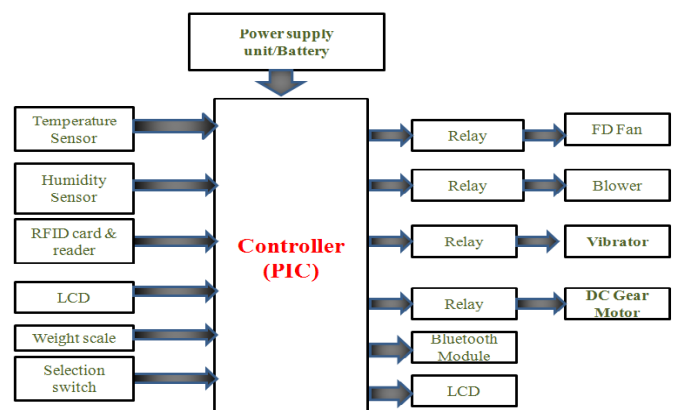 Power supply
unit/Battery
Temperature
Sensor
Humidity
Sensor
RFID card &
reader
LCD
Weight scale
Selection
switch
Controller
(PIC)
Relay
FD Fan
Relay
Blower
Relay
Vibrator
Relay
DC Gear
Motor
Bluetooth
Module
LCD